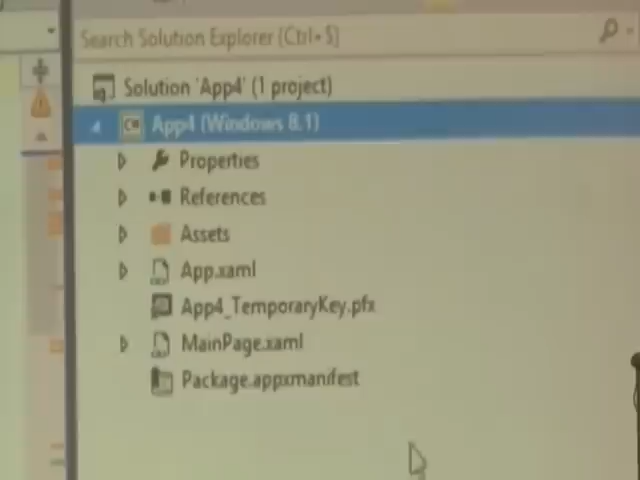 Search Solution Explorer (Ctrl+$)
Solution 'App4' (1 project)
C# App4 (Windows 8.1)
Properties
References
Assets
App.xaml
App4_TemporaryKey.pfx
MainPage.xaml
Package.appxmanifest